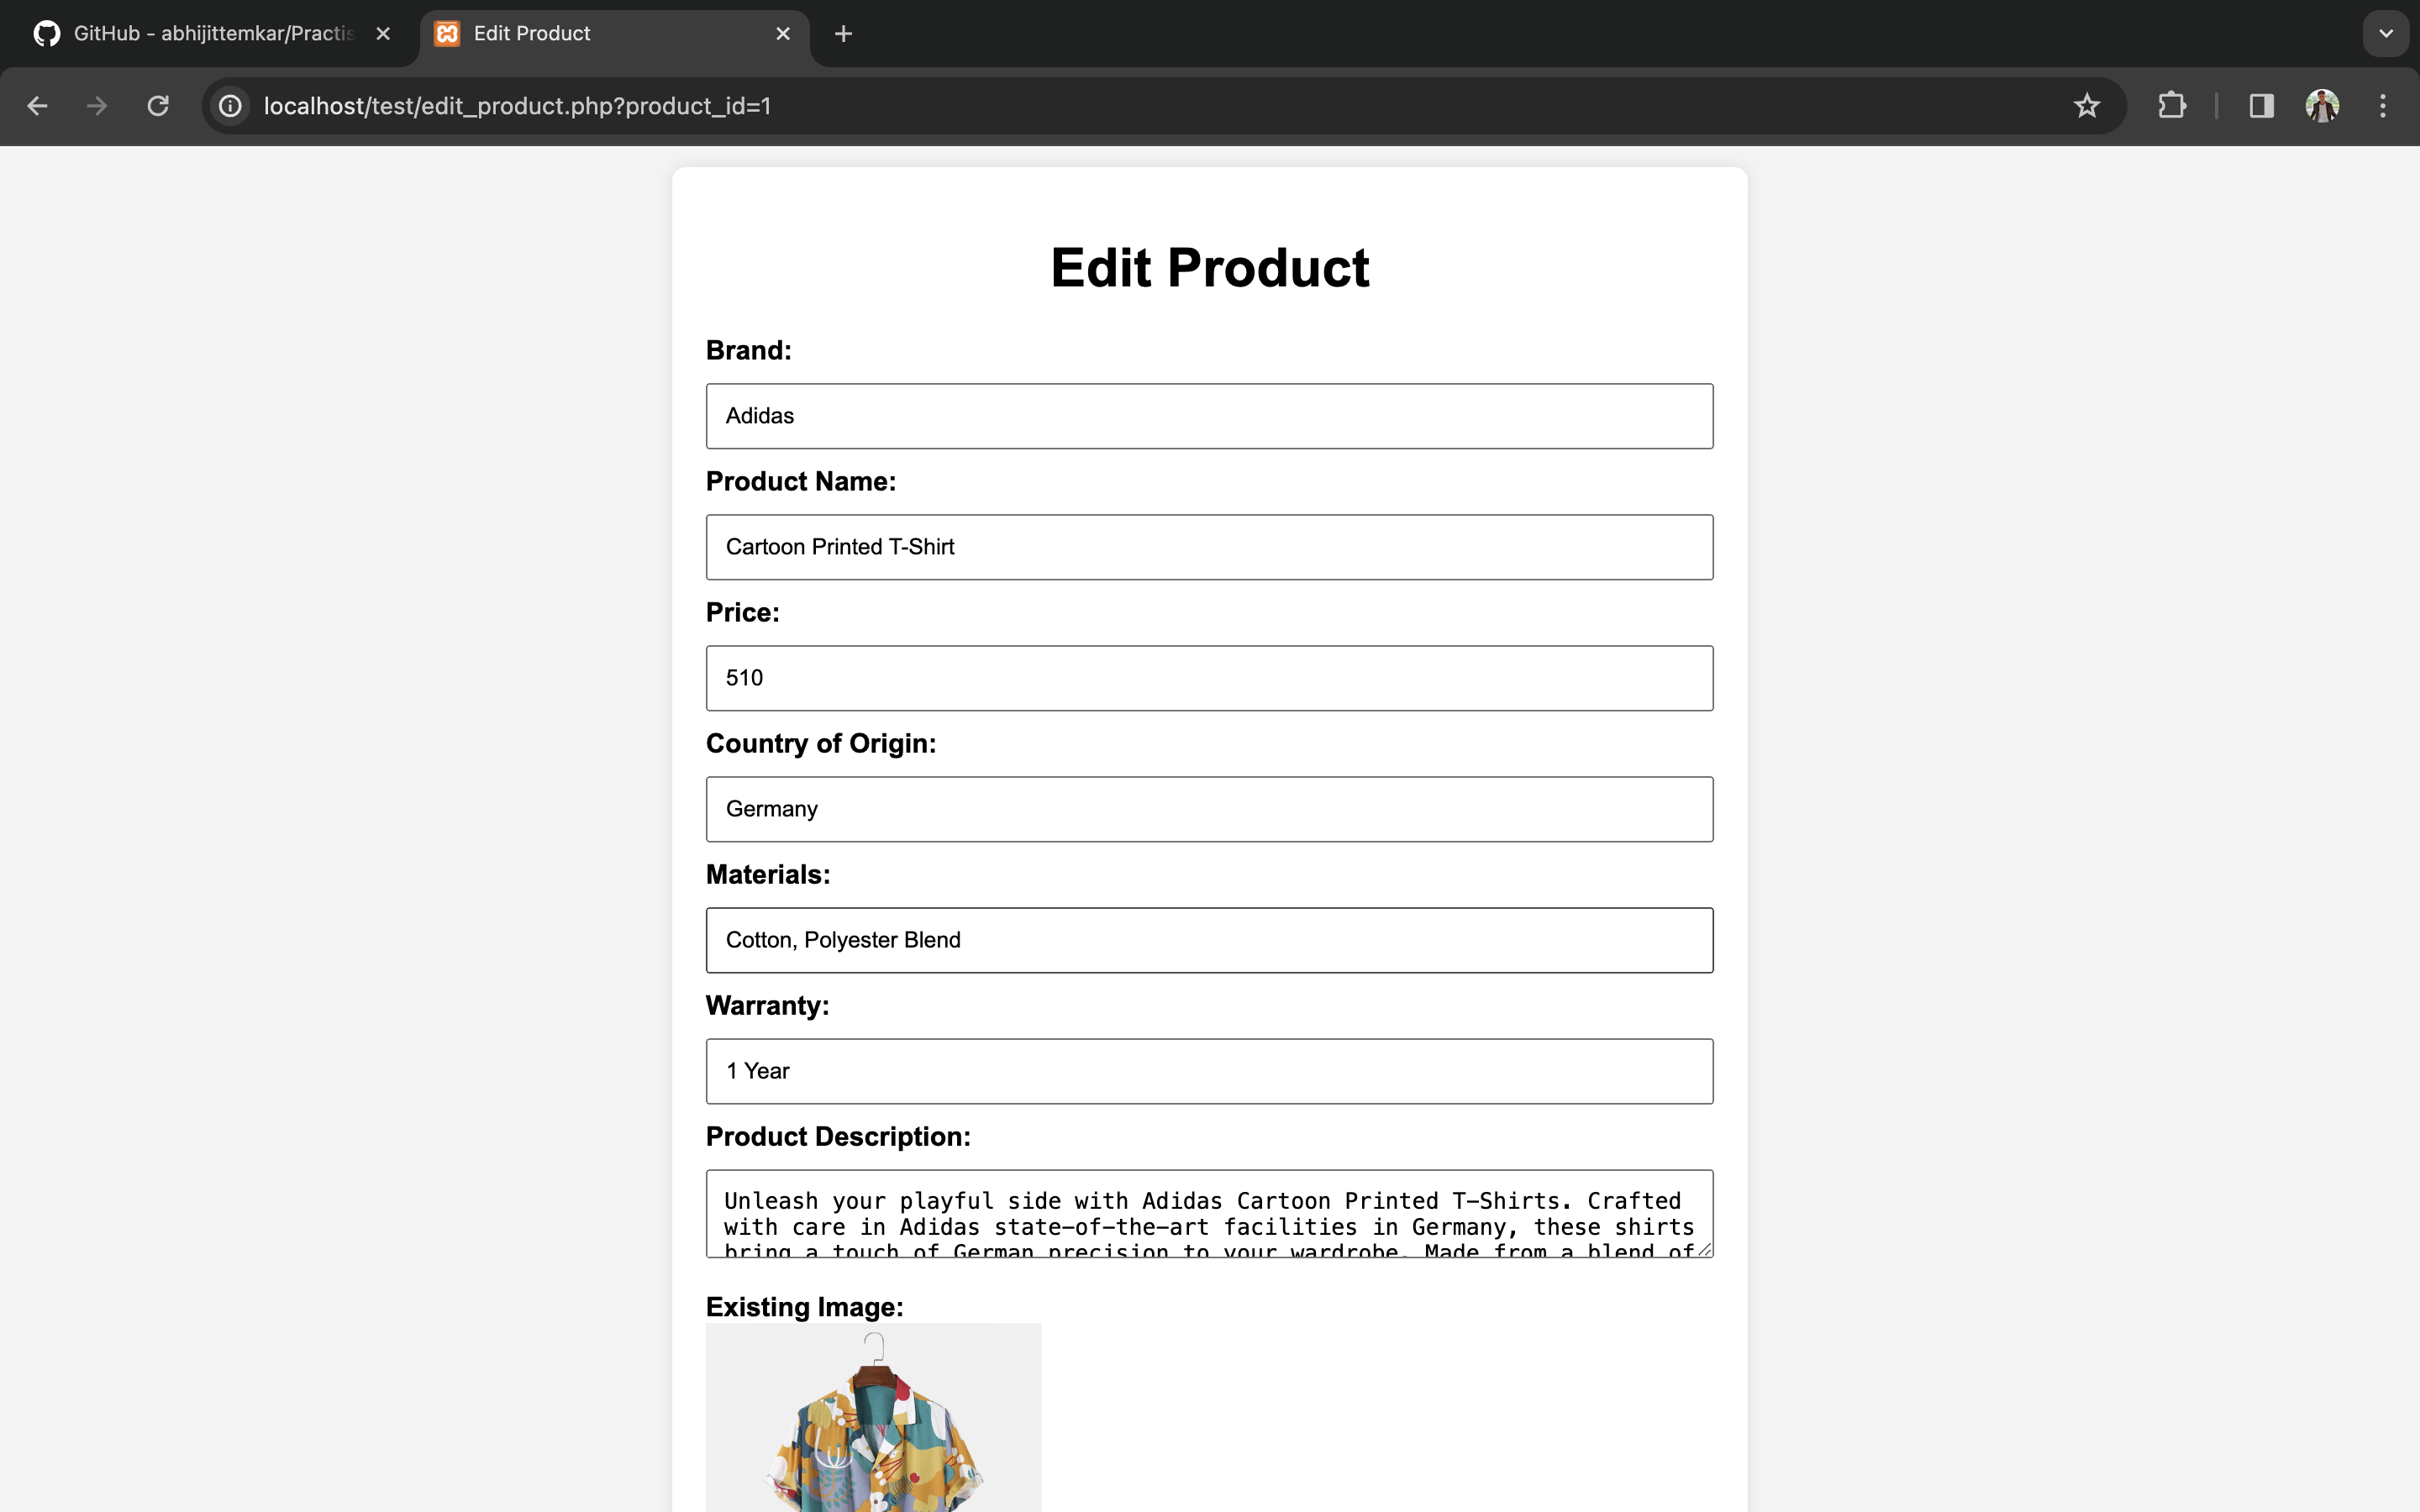 GitHub - abhijittemkar/Practis
Edit Product
localhost/test/edit_product.php?product_id=1
Edit Product
Brand:
Adidas
Product Name:
Cartoon Printed T-Shirt
Price:
510
Country of Origin:
Germany
Materials:
Cotton, Polyester Blend
Warranty:
1 Year
Product Description:
Unleash your playful side with Adidas Cartoon Printed T-Shirts. Crafted
with care in Adidas state-of-the-art facilities in Germany, these shirts
bring a touch of German precision to your wardrobe. Made from a blend of
Existing Image: